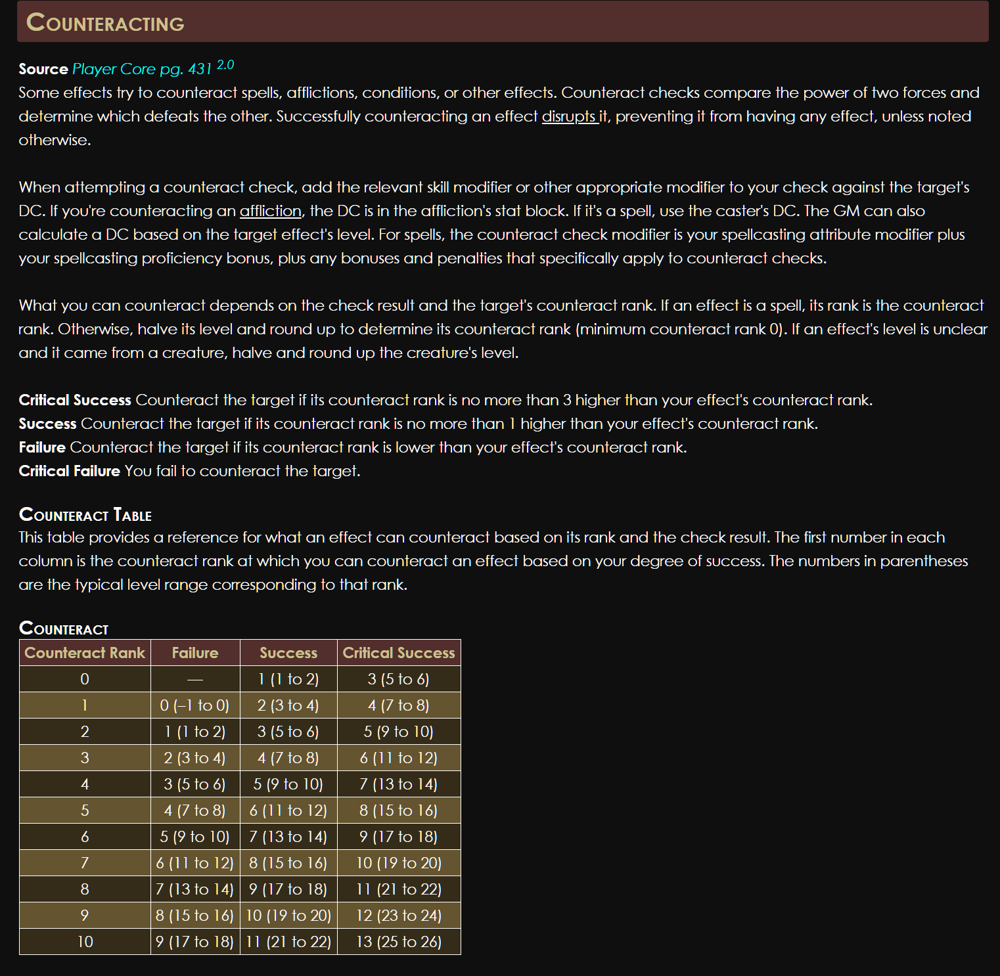 Counteracting
Source Player Core pg. 431 2.0
Some effects try to counteract spells, afflictions, conditions, or other effects. Counteract checks compare the power of two forces and
determine which defeats the other. Successfully counteracting an effect disrupts it, preventing it from having any effect, unless noted
otherwise.
When attempting a counteract check, add the relevant skill modifier or other appropriate modifier to your check against the target's
DC. If you're counteracting an affliction, the DC is in the affliction's stat block. If it's a spell, use the caster's DC. The GM can also
calculate a DC based on the target effect's level. For spells, the counteract check modifier is your spellcasting attribute modifier plus
your spellcasting proficiency bonus, plus any bonuses and penalties that specifically apply to counteract checks.
What you can counteract depends on the check result and the target's counteract rank. If an effect is a spell, its rank is the counteract
rank. Otherwise, halve its level and round up to determine its counteract rank (minimum counteract rank 0). If an effect's level is unclear
and it came from a creature, halve and round up the creature's level.
Critical Success Counteract the target if its counteract rank is no more than 3 higher than your effect's counteract rank.
Success Counteract the target if its counteract rank is no more than 1 higher than your effect's counteract rank.
Failure Counteract the target if its counteract rank is lower than your effect's counteract rank.
Critical Failure You fail to counteract the target.
Counteract Table
This table provides a reference for what an effect can counteract based on its rank and the check result. The first number in each
column is the counteract rank at which you can counteract an effect based on your degree of success. The numbers in parentheses
are the typical level range corresponding to that rank.
Counteract
Counteract Rank Failure Success Critical Success
0 — 1 (1 to 2) 3 (5 to 6)
1 0 (–1 to 0) 2 (3 to 4) 4 (7 to 8)
2 1 (1 to 2) 3 (5 to 6) 5 (9 to 10)
3 2 (3 to 4) 4 (7 to 8) 6 (11 to 12)
4 3 (5 to 6) 5 (9 to 10) 7 (13 to 14)
5 4 (7 to 8) 6 (11 to 12) 8 (15 to 16)
6 5 (9 to 10) 7 (13 to 14) 9 (17 to 18)
7 6 (11 to 12) 8 (15 to 16) 10 (19 to 20)
8 7 (13 to 14) 9 (17 to 18) 11 (21 to 22)
9 8 (15 to 16) 10 (19 to 20) 12 (23 to 24)
10 9 (17 to 18) 11 (21 to 22) 13 (25 to 26)